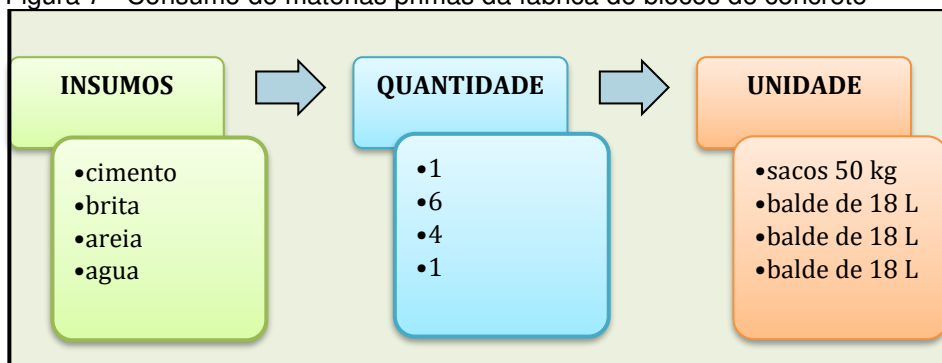 Figura 7 - Consumo de matérias primas da fábrica de blocos de concreto
INSUMOS
•cimento
•brita
•areia
•agua
QUANTIDADE
•1
•6
•4
•1
UNIDADE
•sacos 50 kg
•balde de 18 L
•balde de 18 L
•balde de 18 L